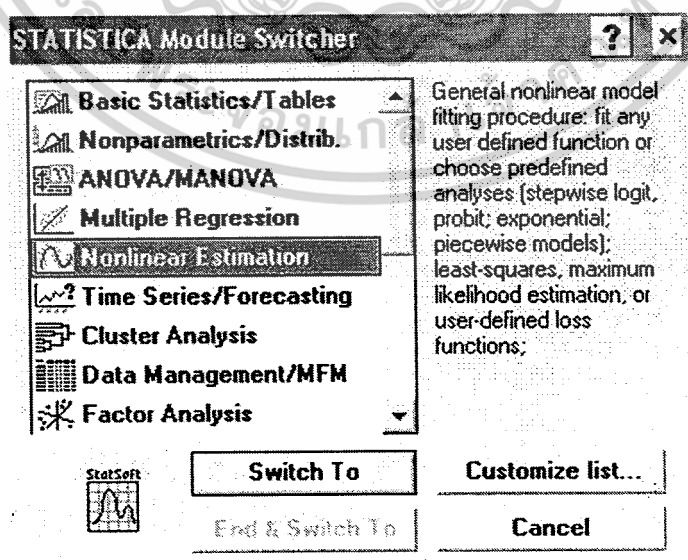 STATISTICA Module Switcher
? ×
Basic Statistics/Tables
Nonparametrics/Distrib.
ANOVA/MANOVA
Multiple Regression
Nonlinear Estimation
Time Series/Forecasting
Cluster Analysis
Data Management/MFM
Factor Analysis
General nonlinear model
fitting procedure: fit any
user defined function or
choose predefined
analyses (stepwise logit,
probit; exponential;
piecewise models);
least-squares, maximum
likelihood estimation, or
user-defined loss
functions;
StatSoft
Switch To
Customize list...
End & Switch To
Cancel